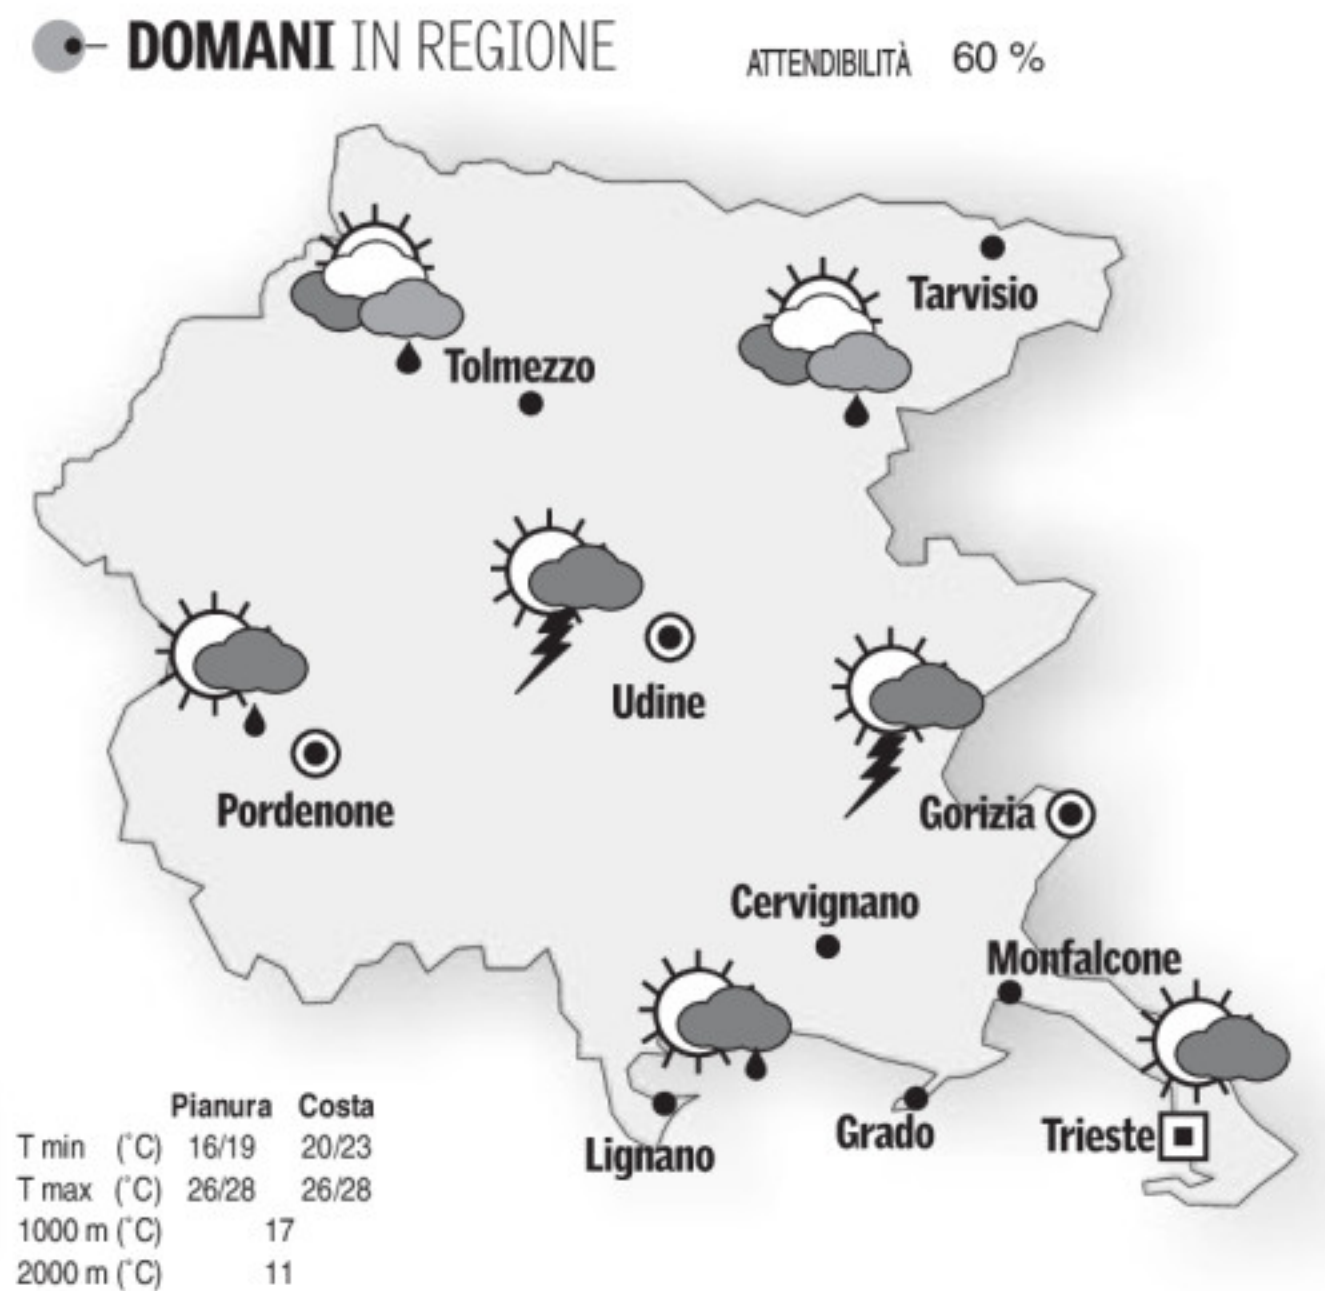 DOMANI IN REGIONE
ATTENDIBILITÀ 60 %
Tarvisio
Tolmezzo
Udine
Pordenone
Gorizia
Cervignano
Monfalcone
Grado
Trieste
Lignano
Pianura Costa
T min (°C) 16/19 20/23
T max (°C) 26/28 26/28
1000 m (°C) 17
2000 m (°C) 11